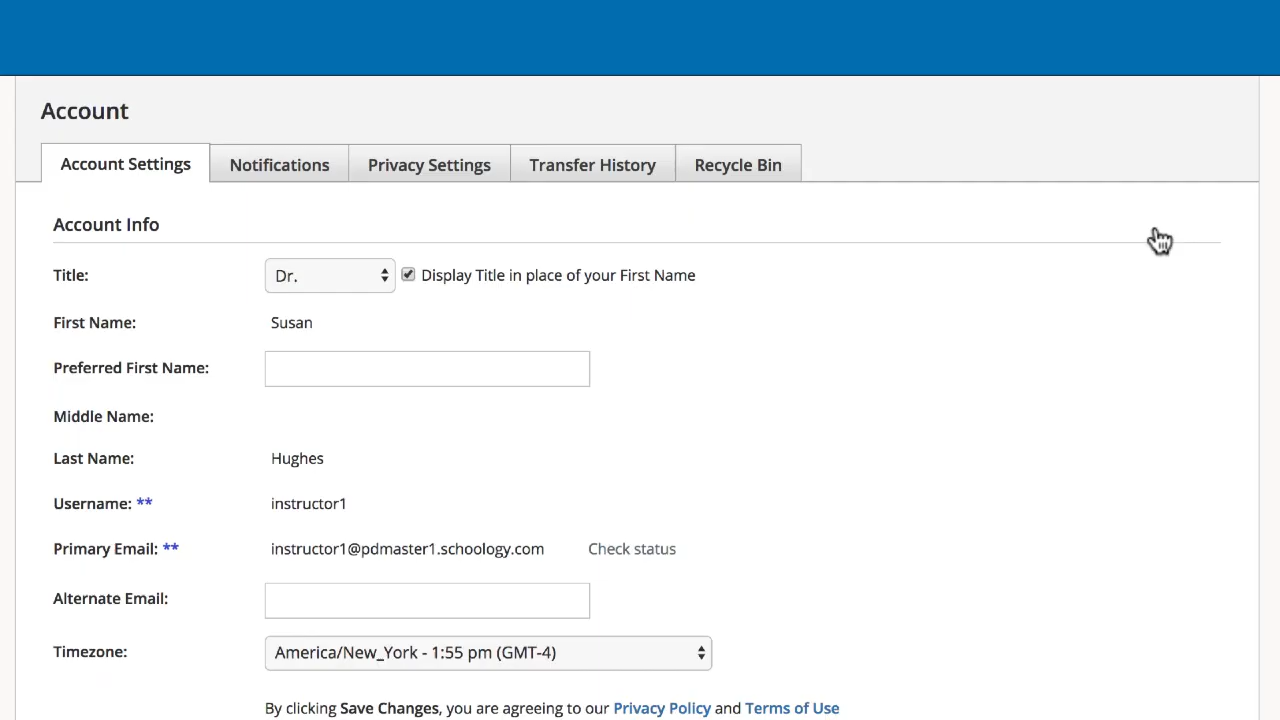 Account
Account Settings Notifications Privacy Settings Transfer History Recycle Bin
Account Info
Title: Dr. Display Title in place of your First Name
First Name: Susan
Preferred First Name:
Middle Name:
Last Name: Hughes
Username: ** instructor1
Primary Email: ** instructor1@pdmaster1.schoology.com Check status
Alternate Email:
Timezone: America/New_York - 1:55 pm (GMT-4)
By clicking Save Changes, you are agreeing to our Privacy Policy and Terms of Use